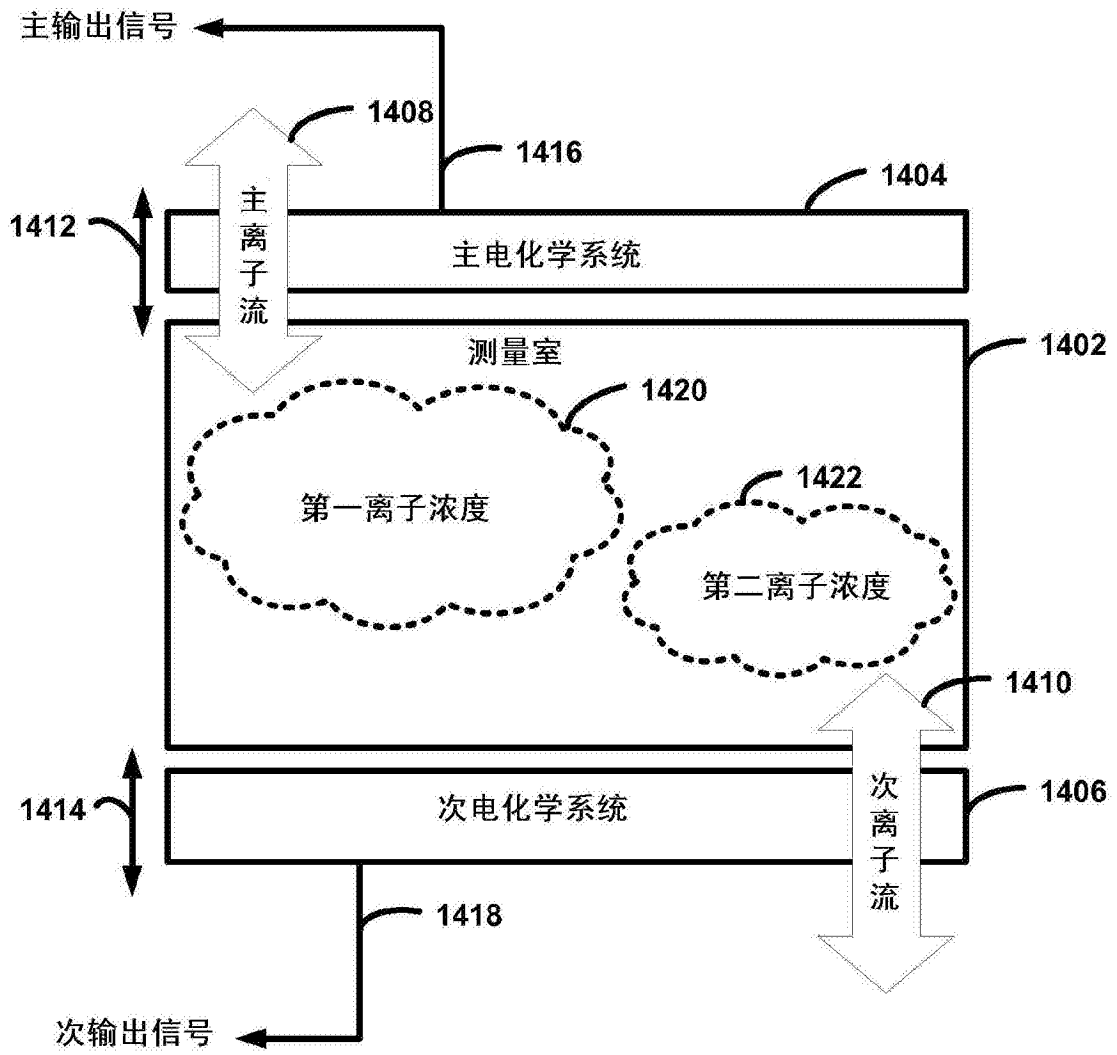 主输出信号
1408
1416
1404
1412
主离子流
主电化学系统
测量室
1402
1420
第一离子浓度
1422
第二离子浓度
1410
1414
次电化学系统
次离子流
1406
1418
次输出信号